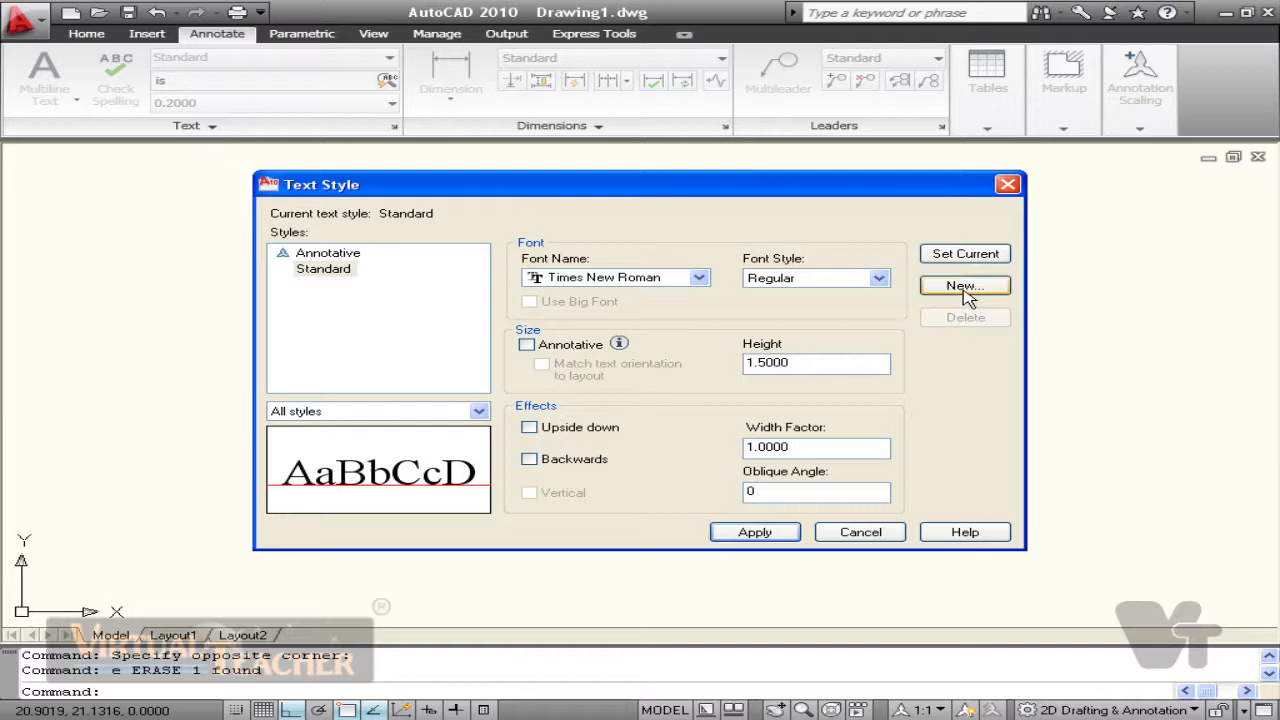 AutoCAD 2010 Drawing1.dwg
Type a keyword or phrase
Home Insert Annotate Parametric View Manage Output Express Tools
A ABC Standard Standard Standard
Multiline Text
Check Spelling
is
0.2000
Dimension
Multileader
Tables
Markup
Annotation Scaling
Text Dimensions Leaders
A10 Text Style
Current text style: Standard
Styles:
Annotative
Standard
All styles
AaBbCcD
Font
Font Name:
Times New Roman
Use Big Font
Font Style:
Regular
Size
Annotative
Match text orientation
to layout
Height
1.5000
Effects
Upside down
Backwards
Vertical
Width Factor:
1.0000
Oblique Angle:
0
Set Current
New...
Delete
Apply Cancel Help
Y
X
Model Layout1 Layout2
VIRTUAL TEACHER ®
VT
Command: Specify opposite corner:
Command: e ERASE 1 found
Command:
20.9019, 21.1316, 0.0000 MODEL 1:1 2D Drafting & Annotation